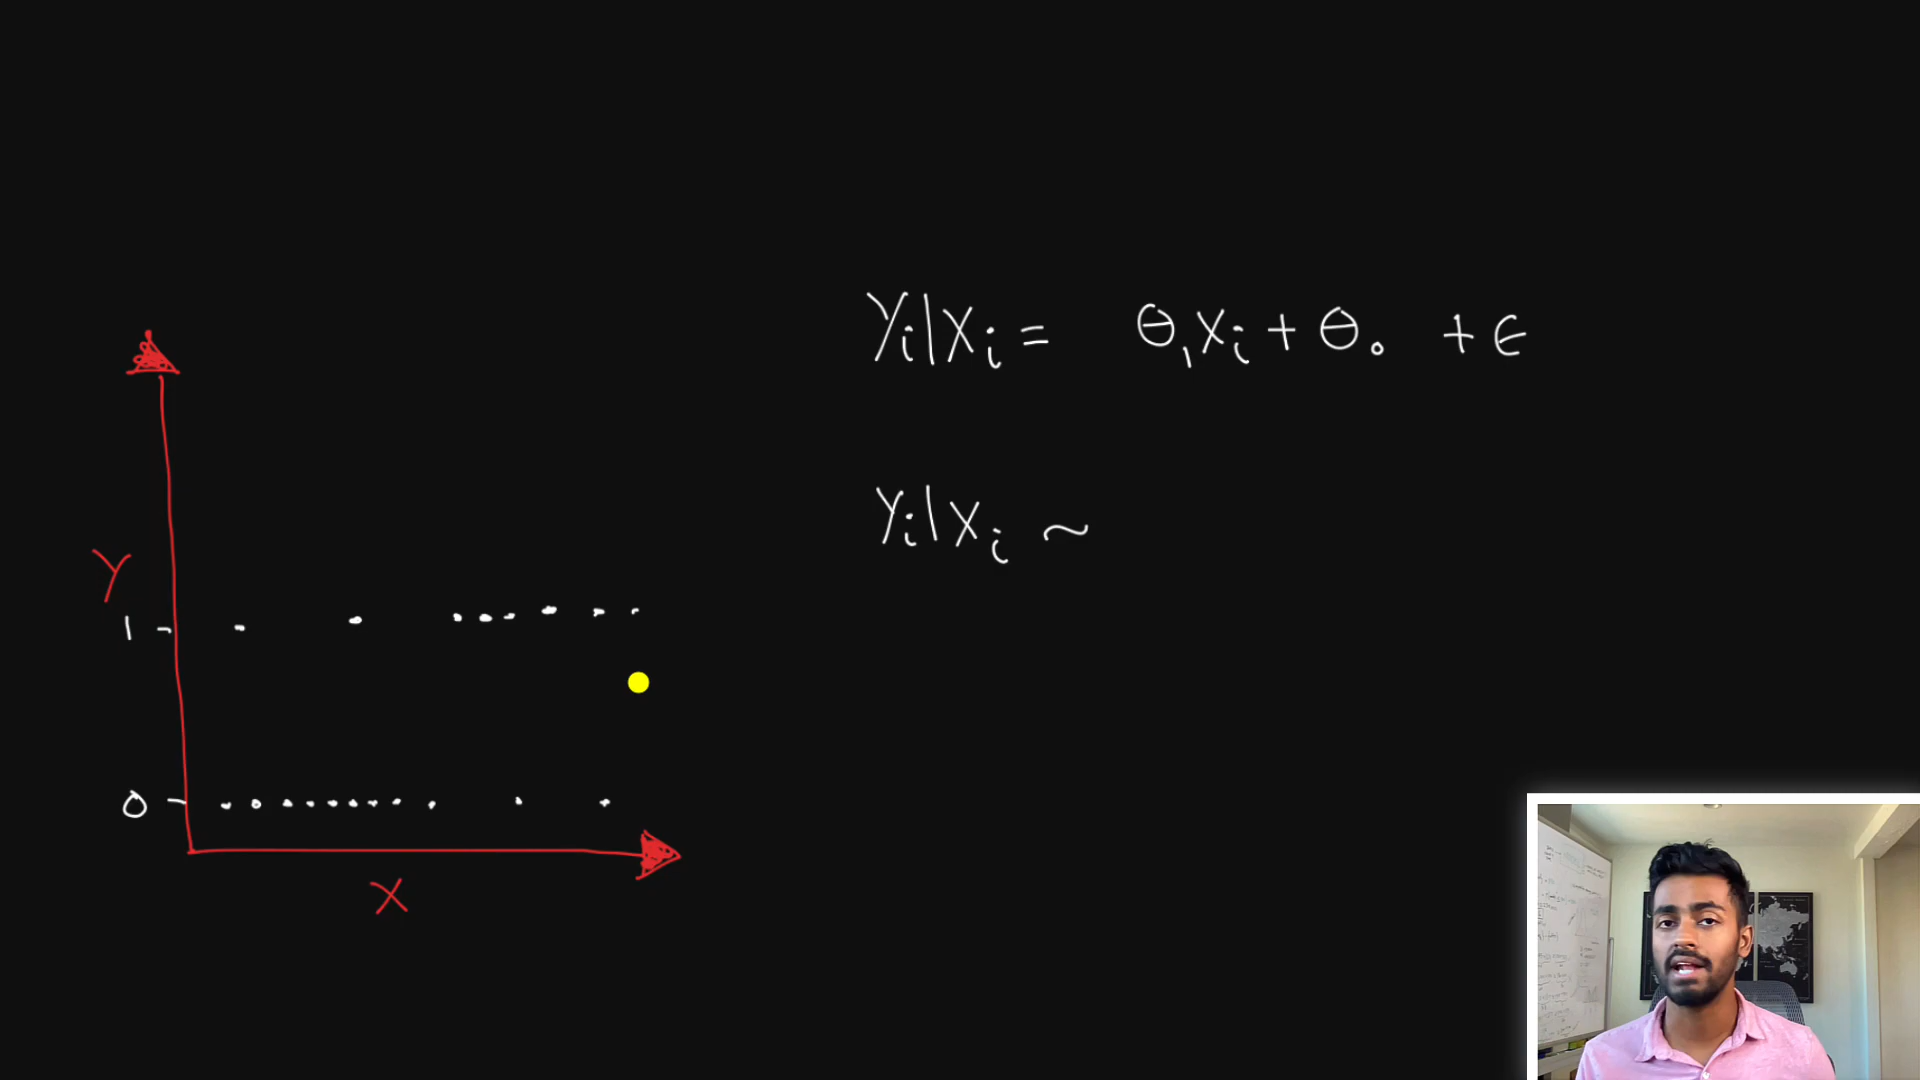 Yi|Xi = θ₁Xi + θ₀ + ϵ
Yi|Xi ~
Y
1
0
X